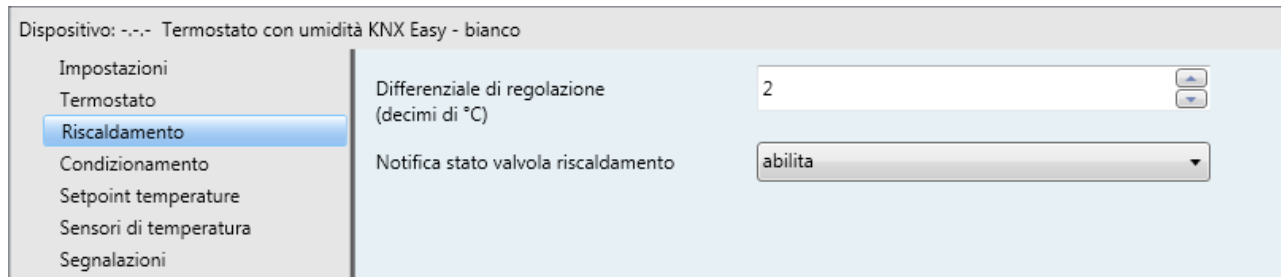 Dispositivo: -.-.- Termostato con umidità KNX Easy - bianco
Impostazioni
Termostato
Riscaldamento
Condizionamento
Setpoint temperature
Sensori di temperatura
Segnalazioni
Differenziale di regolazione
(decimi di °C)
2
Notifica stato valvola riscaldamento
abilita